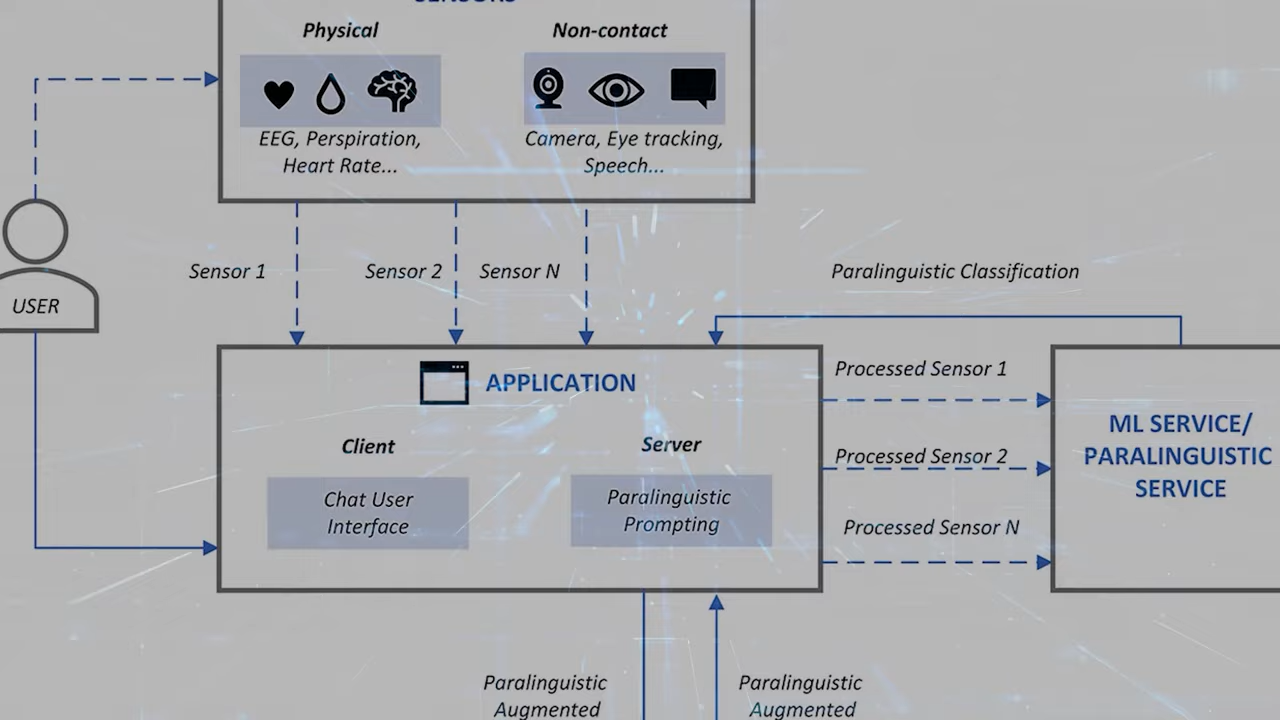 SENSORS
Physical
Non-contact
EEG, Perspiration,
Heart Rate...
Camera, Eye tracking,
Speech...
USER
Sensor 1
Sensor 2
Sensor N
Paralinguistic Classification
APPLICATION
Client
Server
Chat User
Interface
Paralinguistic
Prompting
Processed Sensor 1
Processed Sensor 2
Processed Sensor N
ML SERVICE/
PARALINGUISTIC
SERVICE
Paralinguistic
Augmented
Paralinguistic
Augmented